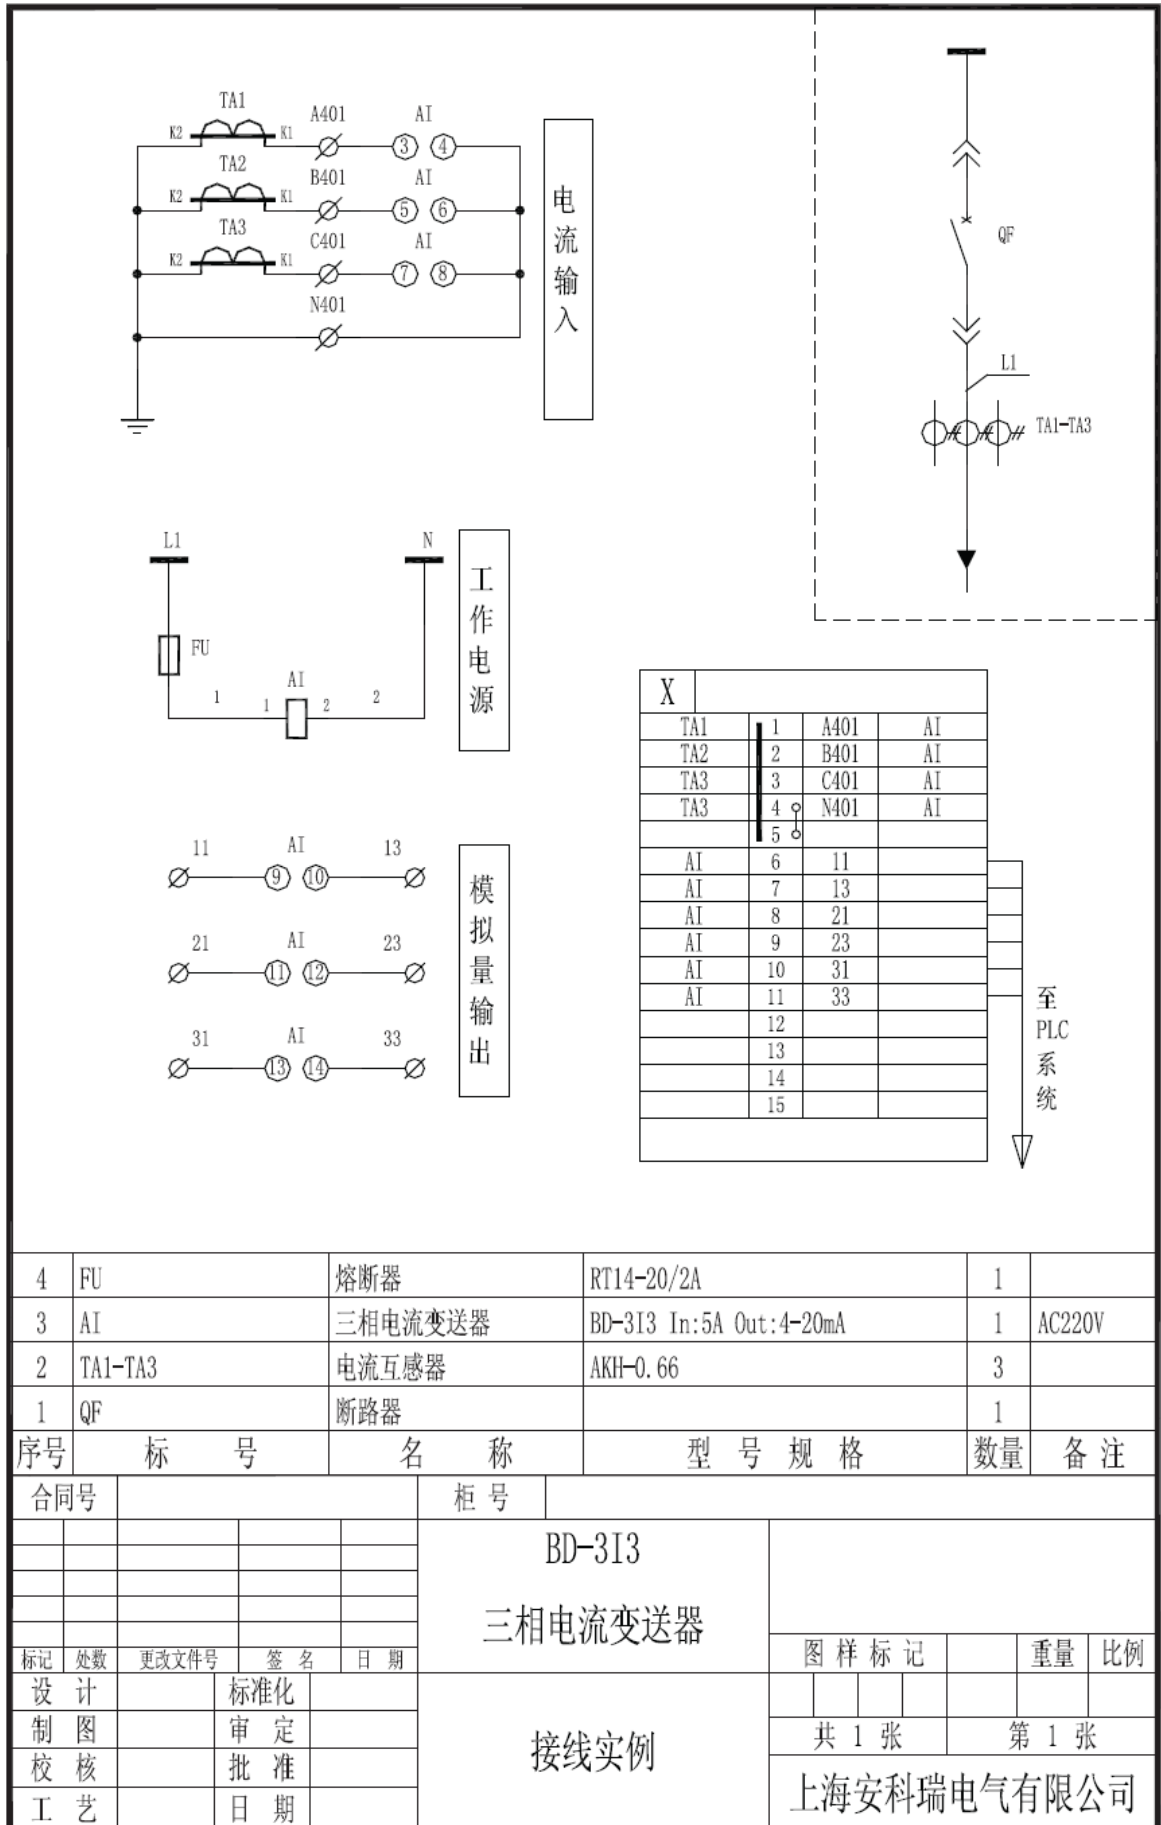 TA1
K2 K1 A401 AI
③ ④
TA2
K2 K1 B401 AI
⑤ ⑥
TA3
K2 K1 C401 AI
⑦ ⑧
N401
电流输入
QF
L1
TA1-TA3
L1 N
FU
1 1 AI 2 2
工作电源
11 AI 13
⑨ ⑩
21 AI 23
⑪ ⑫
31 AI 33
⑬ ⑭
模拟量输出
X
TA1 1 A401 AI
TA2 2 B401 AI
TA3 3 C401 AI
TA3 4 N401 AI
5
AI 6 11
AI 7 13
AI 8 21
AI 9 23
AI 10 31
AI 11 33
12
13
14
15
至
PLC
系
统
4 FU 熔断器 RT14-20/2A 1
3 AI 三相电流变送器 BD-3I3 In:5A Out:4-20mA 1 AC220V
2 TA1-TA3 电流互感器 AKH-0.66 3
1 QF 断路器 1
序号 标 号 名 称 型 号 规 格 数量 备 注
合同号 柜 号
BD-3I3
三相电流变送器
接线实例
标记 处数 更改文件号 签 名 日 期
设 计 标准化
制 图 审 定
校 核 批 准
工 艺 日 期
图 样 标 记 重量 比例
共 1 张 第 1 张
上海安科瑞电气有限公司